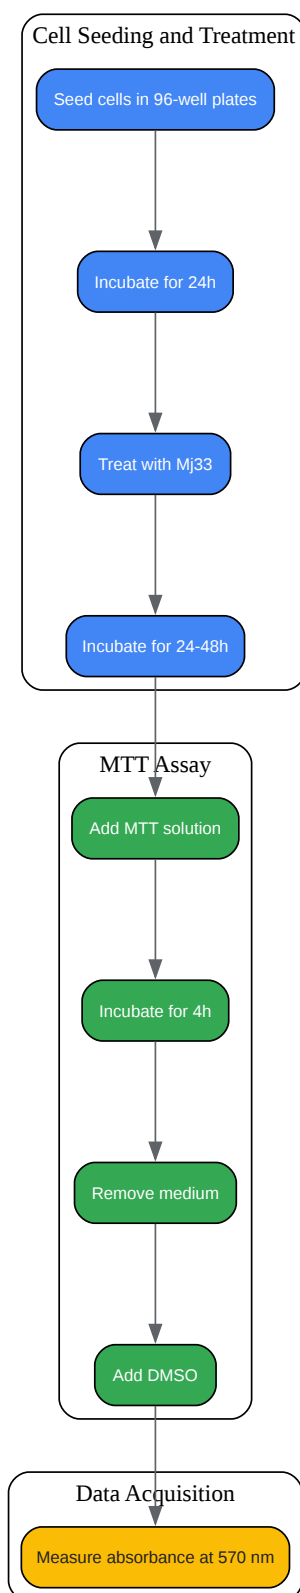 Cell Seeding and Treatment
Seed cells in 96-well plates
Incubate for 24h
Treat with Mj33
Incubate for 24-48h
MTT Assay
Add MTT solution
Incubate for 4h
Remove medium
Add DMSO
Data Acquisition
Measure absorbance at 570 nm